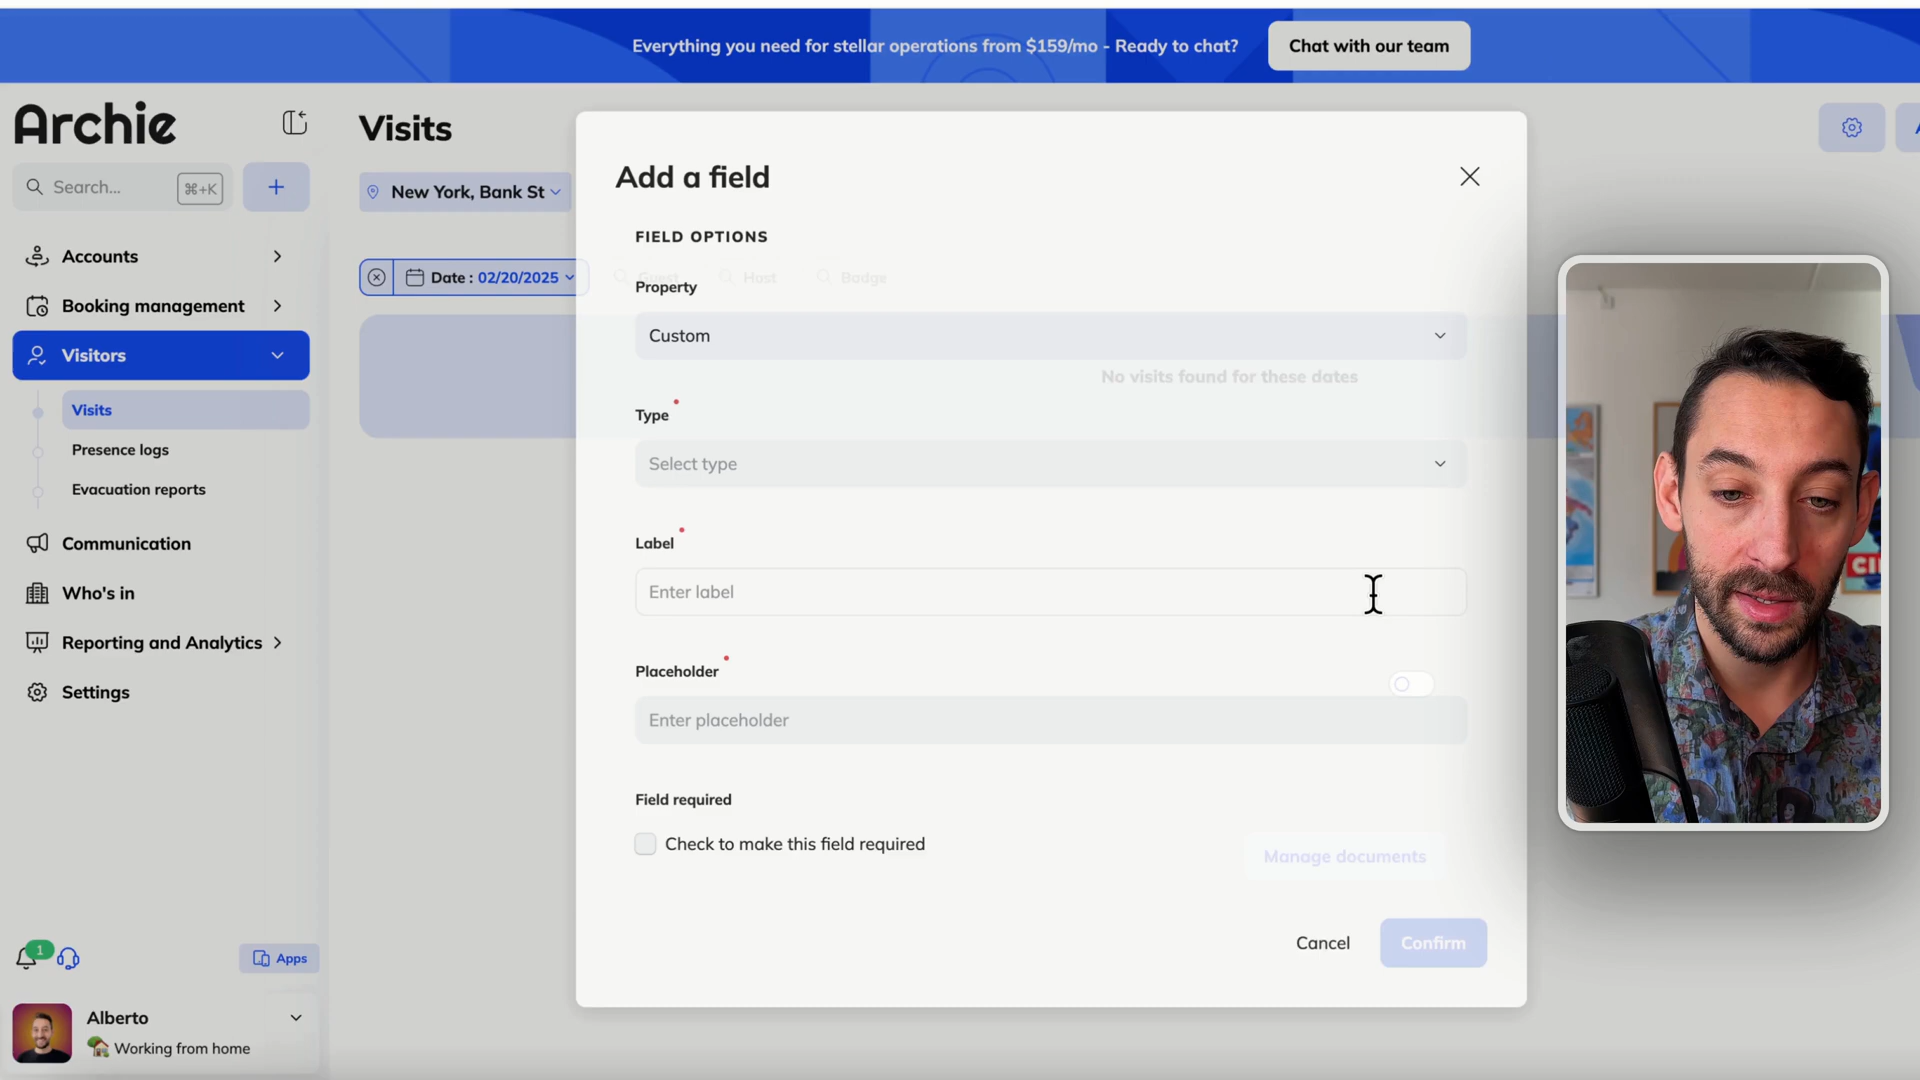 Everything you need for stellar operations from $159/mo - Ready to chat?
Chat with our team
Archie
Search...
⌘+K
Accounts
Booking management
Visitors
Visits
Presence logs
Evacuation reports
Communication
Who's in
Reporting and Analytics
Settings
1
Apps
Alberto
Working from home
Visits
New York, Bank St
Date : 02/20/2025
Guest
Host
Badge
No visits found for these dates
Add a field
FIELD OPTIONS
Property
Custom
Type
Select type
Label
Enter label
Placeholder
Enter placeholder
Field required
Check to make this field required
Manage documents
Cancel
Confirm